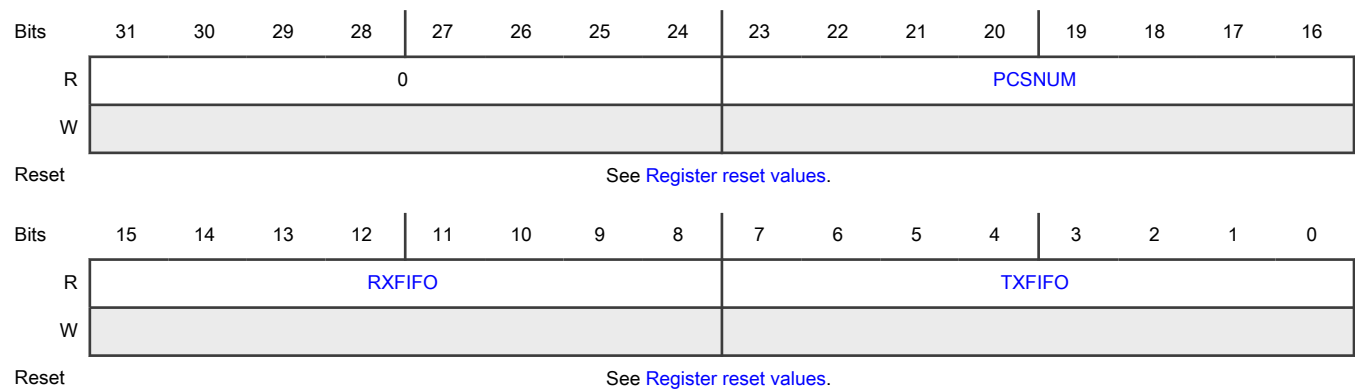 Bits 31 30 29 28 27 26 25 24 23 22 21 20 19 18 17 16
R 0 PCSNUM
W
Reset See Register reset values.
Bits 15 14 13 12 11 10 9 8 7 6 5 4 3 2 1 0
R RXFIFO TXFIFO
W
Reset See Register reset values.